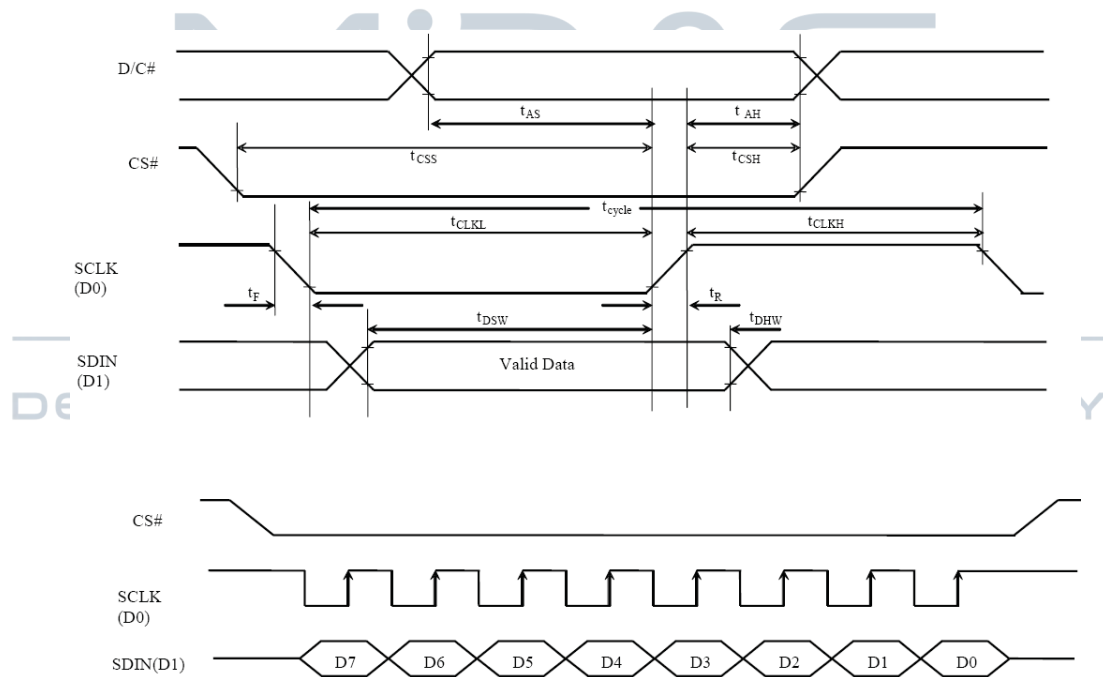 D/C#
tAS
tAH
CS#
tCSS
tCSH
tcycle
tCLKL
tCLKH
SCLK
(D0)
tF
tR
tDSW
tDHW
SDIN
(D1)
Valid Data
CS#
SCLK
(D0)
SDIN(D1)
D7
D6
D5
D4
D3
D2
D1
D0